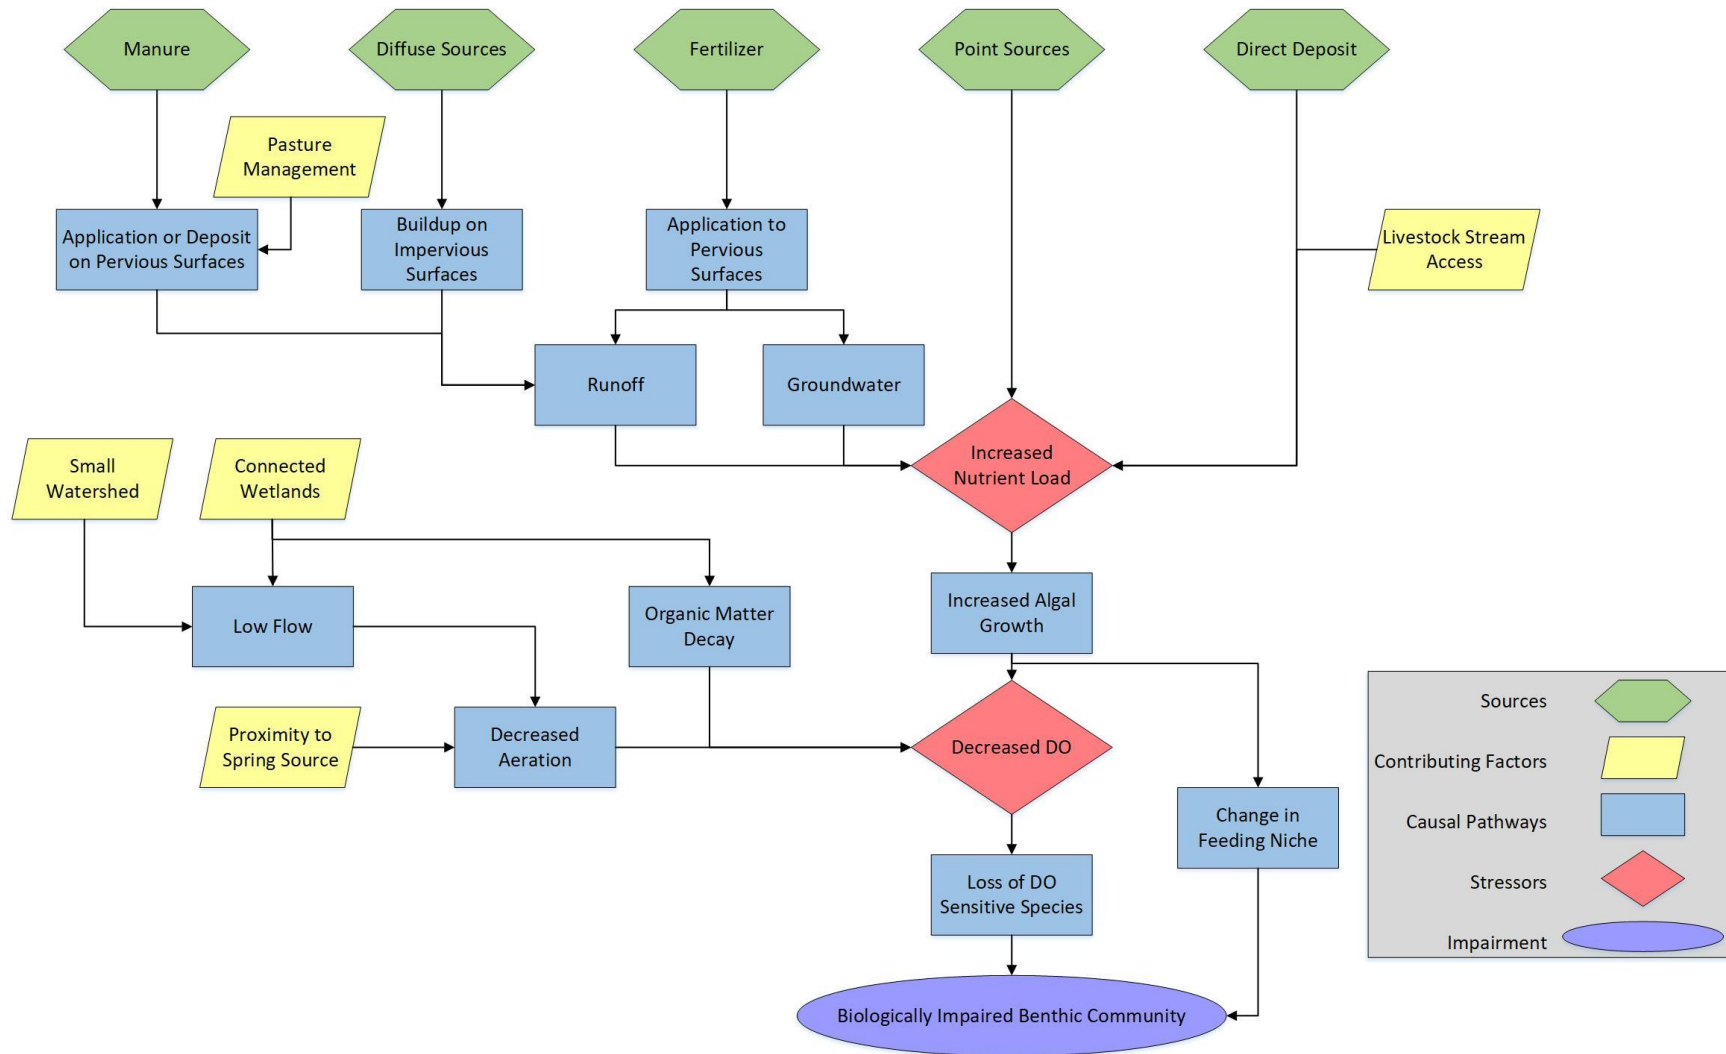 Manure
Diffuse Sources
Fertilizer
Point Sources
Direct Deposit
Pasture
Management
Application or Deposit
on Pervious Surfaces
Buildup on
Impervious
Surfaces
Application to
Pervious
Surfaces
Livestock Stream
Access
Runoff
Groundwater
Increased
Nutrient Load
Small
Watershed
Connected
Wetlands
Low Flow
Organic Matter
Decay
Increased Algal
Growth
Proximity to
Spring Source
Decreased
Aeration
Decreased DO
Change in
Feeding Niche
Loss of DO
Sensitive Species
Biologically Impaired Benthic Community
Sources
Contributing Factors
Causal Pathways
Stressors
Impairment